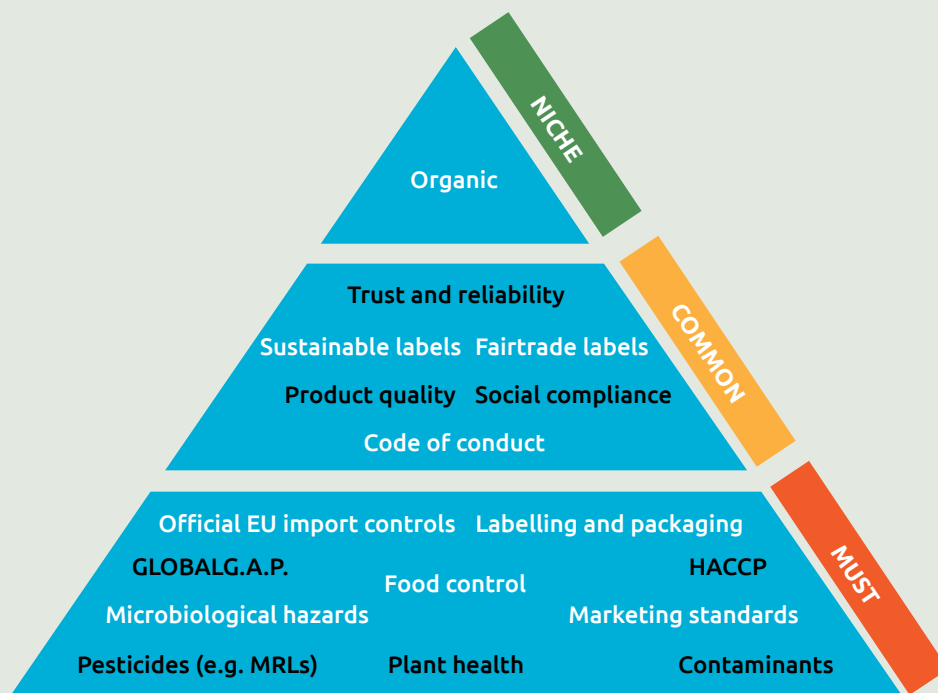 NICHE
Organic
COMMON
Trust and reliability
Sustainable labels Fairtrade labels
Product quality Social compliance
Code of conduct
MUST
Official EU import controls Labelling and packaging
GLOBALG.A.P. HACCP
Food control
Microbiological hazards Marketing standards
Pesticides (e.g. MRLs) Plant health Contaminants